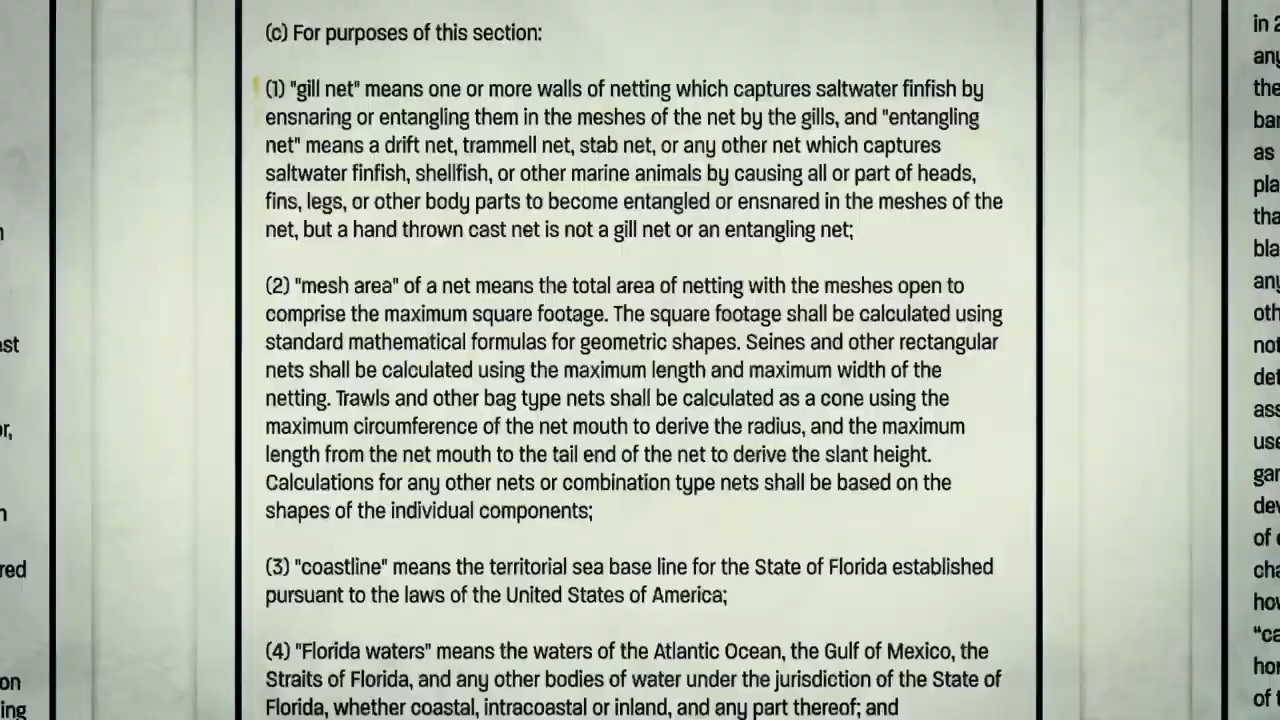 (c) For purposes of this section:
(1) "gill net" means one or more walls of netting which captures saltwater finfish by
ensnaring or entangling them in the meshes of the net by the gills, and "entangling
net" means a drift net, trammell net, stab net, or any other net which captures
saltwater finfish, shellfish, or other marine animals by causing all or part of heads,
fins, legs, or other body parts to become entangled or ensnared in the meshes of the
net, but a hand thrown cast net is not a gill net or an entangling net;
(2) "mesh area" of a net means the total area of netting with the meshes open to
comprise the maximum square footage. The square footage shall be calculated using
standard mathematical formulas for geometric shapes. Seines and other rectangular
nets shall be calculated using the maximum length and maximum width of the
netting. Trawls and other bag type nets shall be calculated as a cone using the
maximum circumference of the net mouth to derive the radius, and the maximum
length from the net mouth to the tail end of the net to derive the slant height.
Calculations for any other nets or combination type nets shall be based on the
shapes of the individual components;
(3) "coastline" means the territorial sea base line for the State of Florida established
pursuant to the laws of the United States of America;
(4) "Florida waters" means the waters of the Atlantic Ocean, the Gulf of Mexico, the
Straits of Florida, and any other bodies of water under the jurisdiction of the State of
Florida, whether coastal, intracoastal or inland, and any part thereof; and